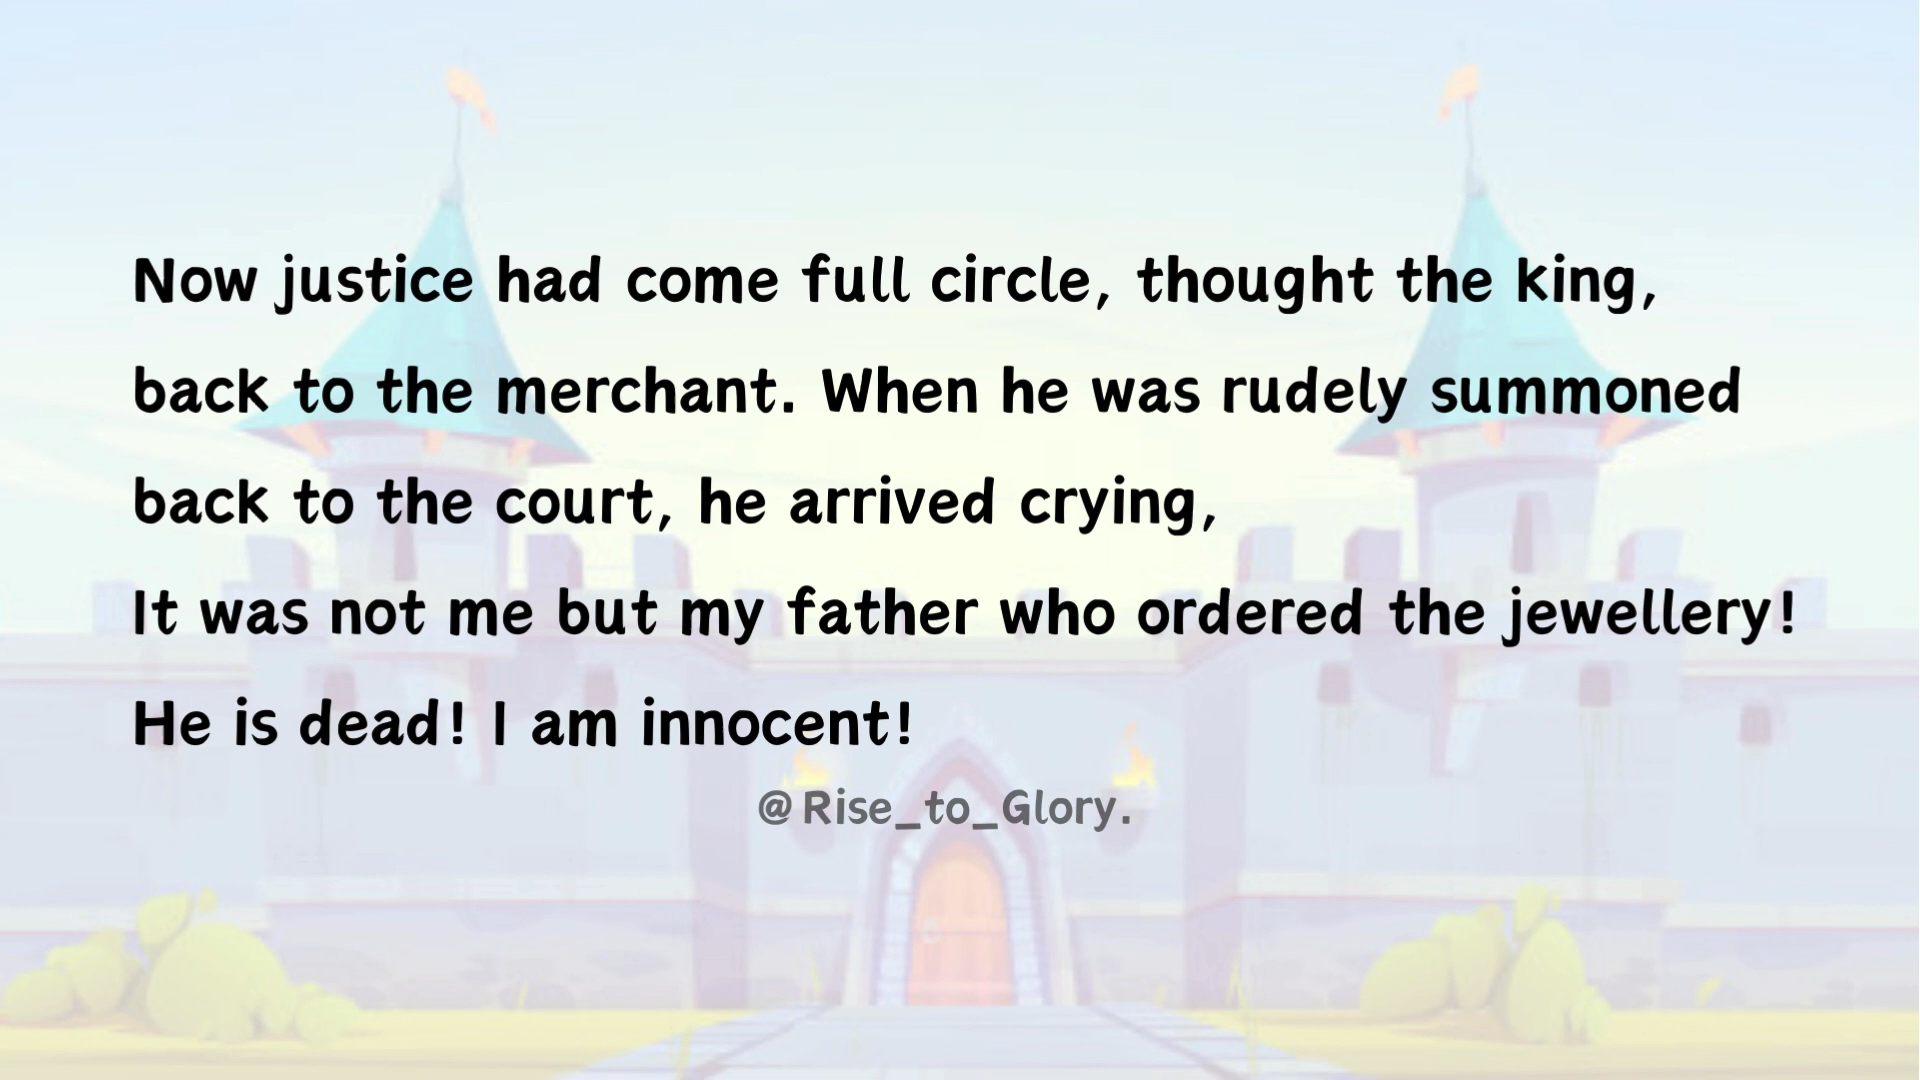 Now justice had come full circle, thought the king,
back to the merchant. When he was rudely summoned
back to the court, he arrived crying,
It was not me but my father who ordered the jewellery!
He is dead! I am innocent!
@Rise_to_Glory.